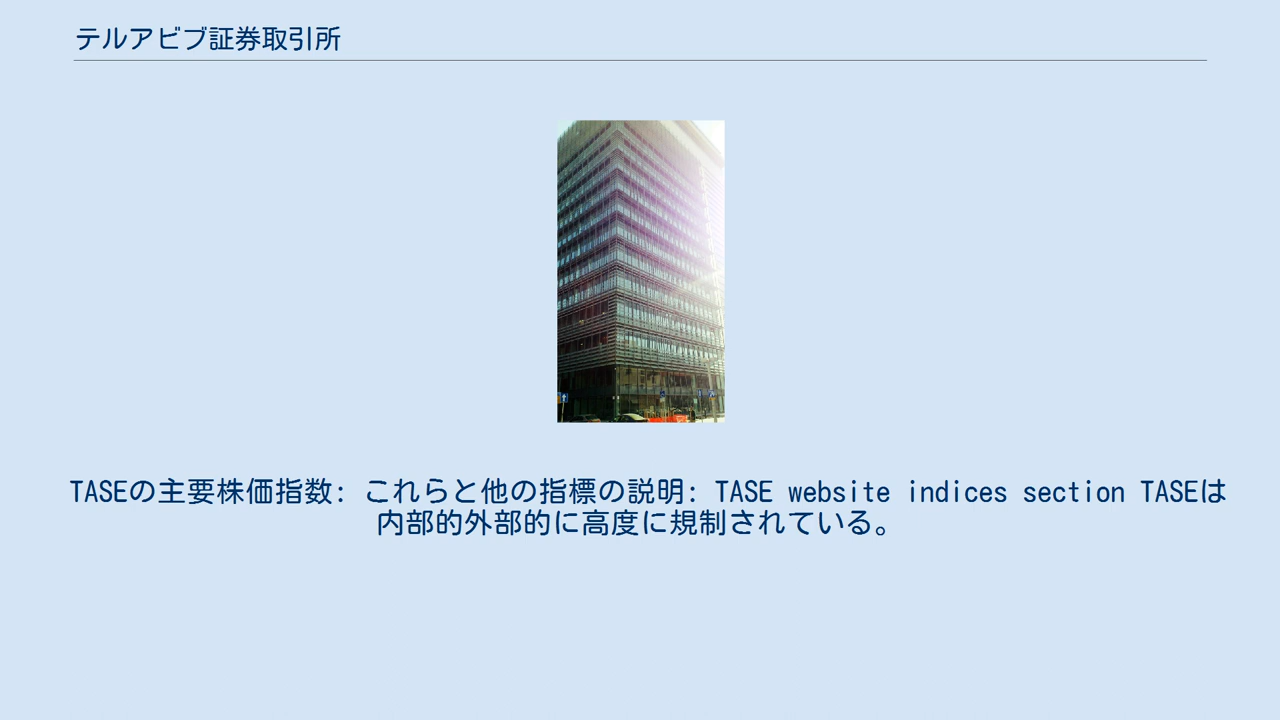 テルアビブ証券取引所
TASEの主要株価指数: これらと他の指標の説明: TASE website indices section TASEは
内部的外部的に高度に規制されている。